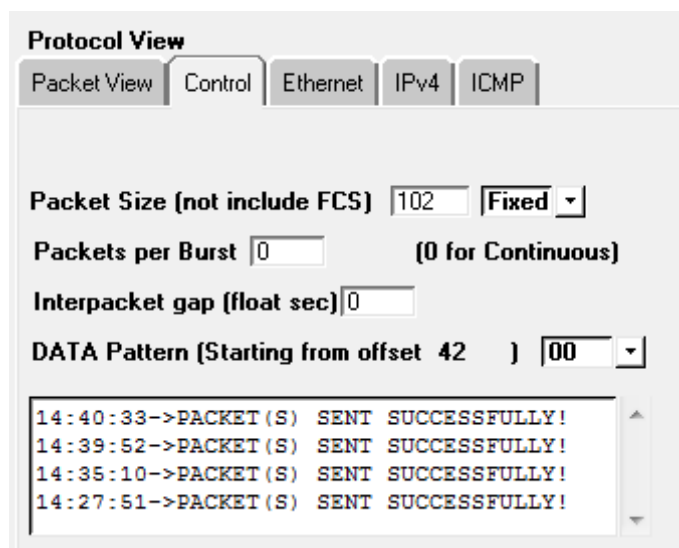 Protocol View
Packet View Control Ethernet IPv4 ICMP
Packet Size (not include FCS) 102 Fixed
Packets per Burst 0 (0 for Continuous)
Interpacket gap (float sec) 0
DATA Pattern (Starting from offset 42 ) 00
14:40:33->PACKET(S) SENT SUCCESSFULLY!
14:39:52->PACKET(S) SENT SUCCESSFULLY!
14:35:10->PACKET(S) SENT SUCCESSFULLY!
14:27:51->PACKET(S) SENT SUCCESSFULLY!